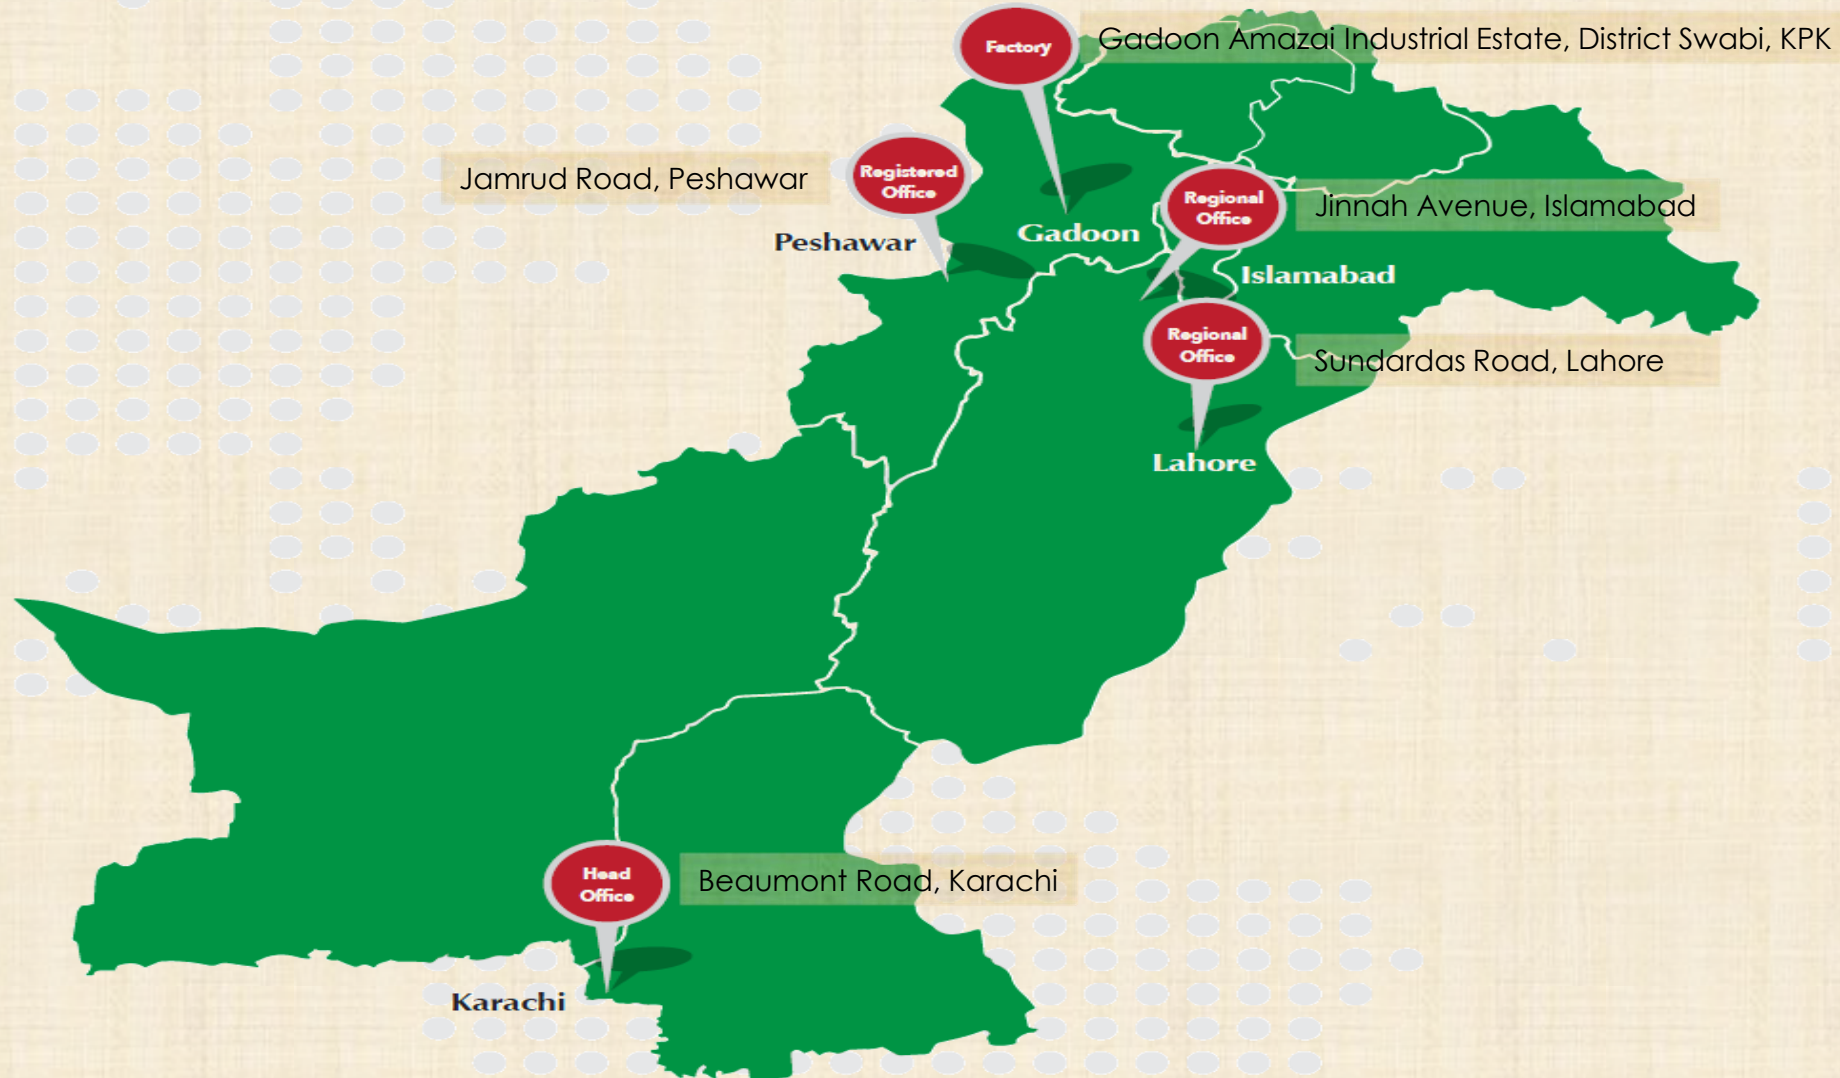 Factory
Gadoon Amazai Industrial Estate, District Swabi, KPK
Jamrud Road, Peshawar
Registered
Office
Regional
Office
Jinnah Avenue, Islamabad
Peshawar
Gadoon
Islamabad
Regional
Office
Sundardas Road, Lahore
Lahore
Head
Office
Beaumont Road, Karachi
Karachi